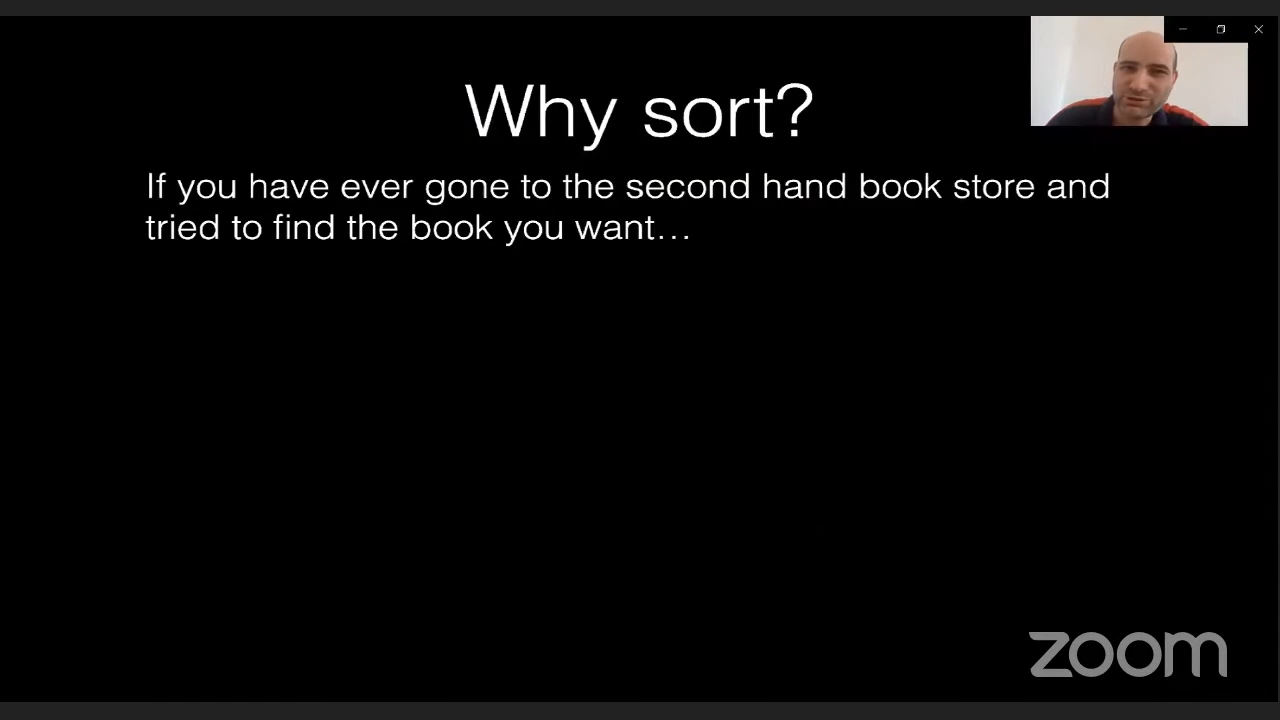 Why sort?
If you have ever gone to the second hand book store and
tried to find the book you want…
zoom